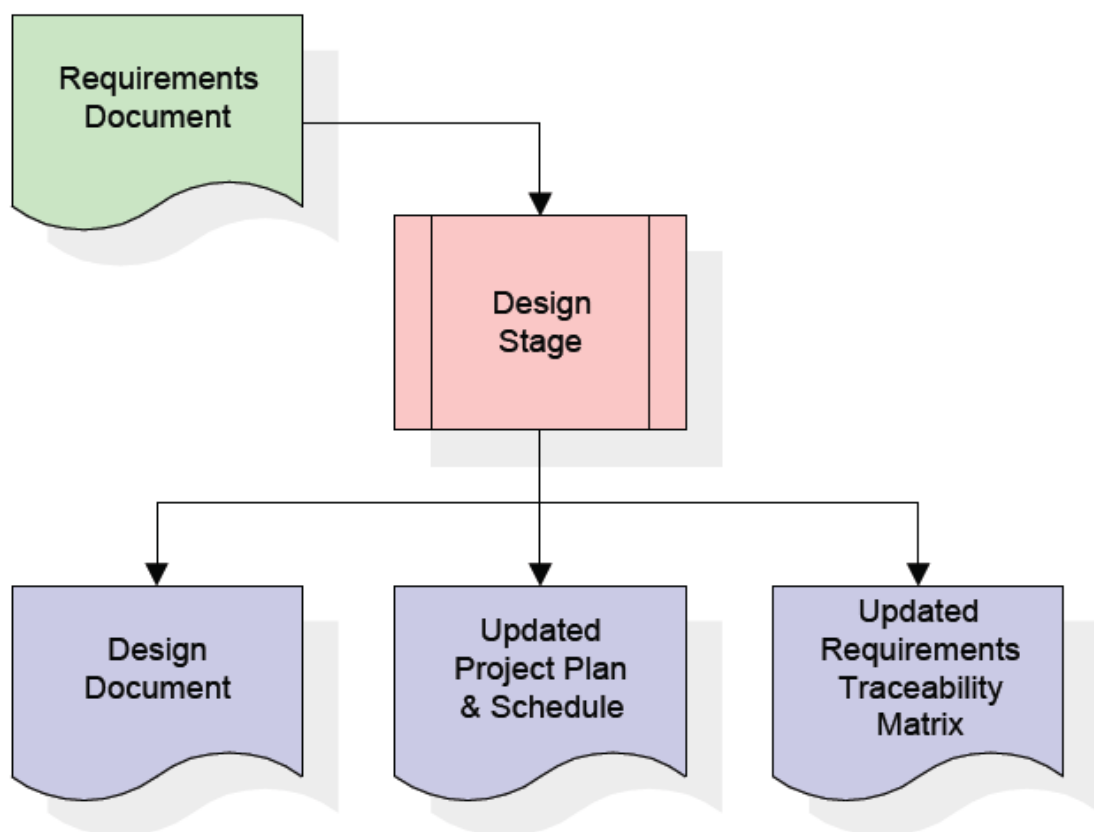 Requirements
Document
Design
Stage
Design
Document
Updated
Project Plan
& Schedule
Updated
Requirements
Traceability
Matrix